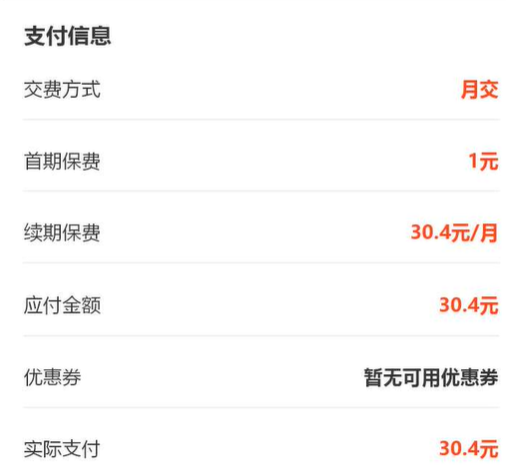 支付信息
交费方式 月交
首期保费 1元
续期保费 30.4元/月
应付金额 30.4元
优惠券 暂无可用优惠券
实际支付 30.4元